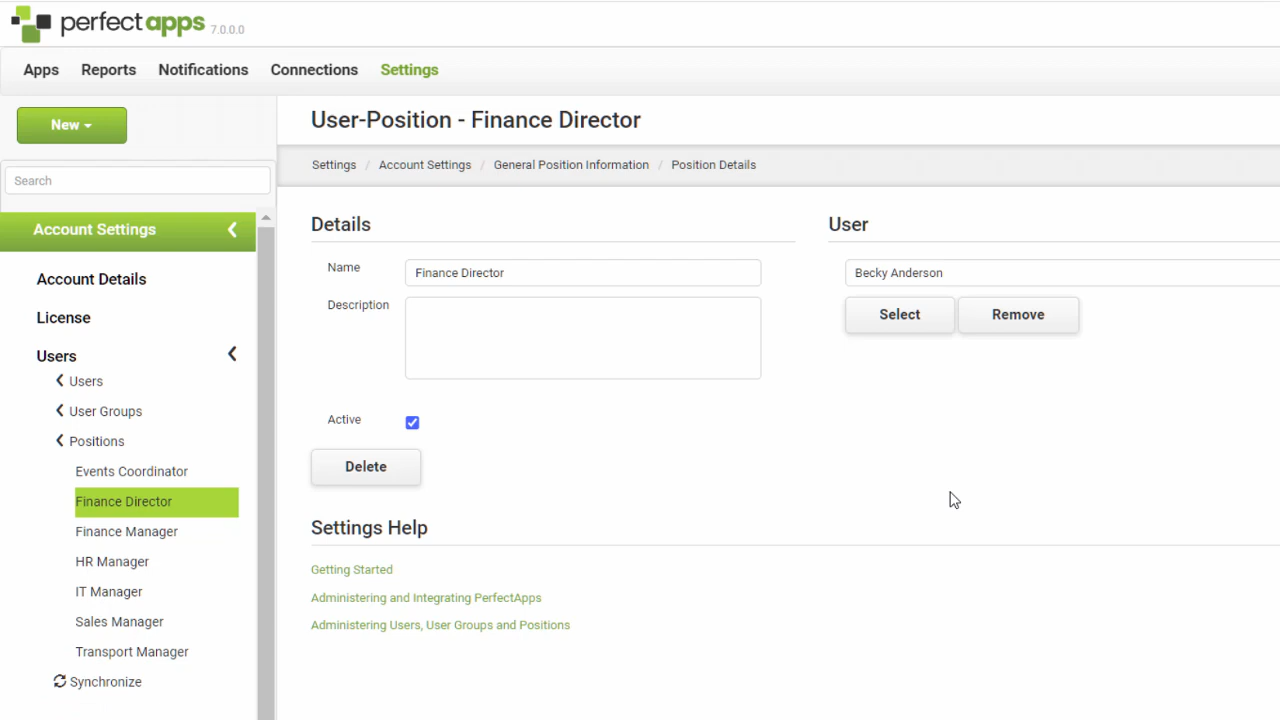 perfect apps 7.0.0.0
Apps Reports Notifications Connections Settings
New
Search
Account Settings
Account Details
License
Users
Users
User Groups
Positions
Events Coordinator
Finance Director
Finance Manager
HR Manager
IT Manager
Sales Manager
Transport Manager
Synchronize
User-Position - Finance Director
Settings / Account Settings / General Position Information / Position Details
Details
Name Finance Director
Description
Active
Delete
User
Becky Anderson
Select Remove
Settings Help
Getting Started
Administering and Integrating PerfectApps
Administering Users, User Groups and Positions